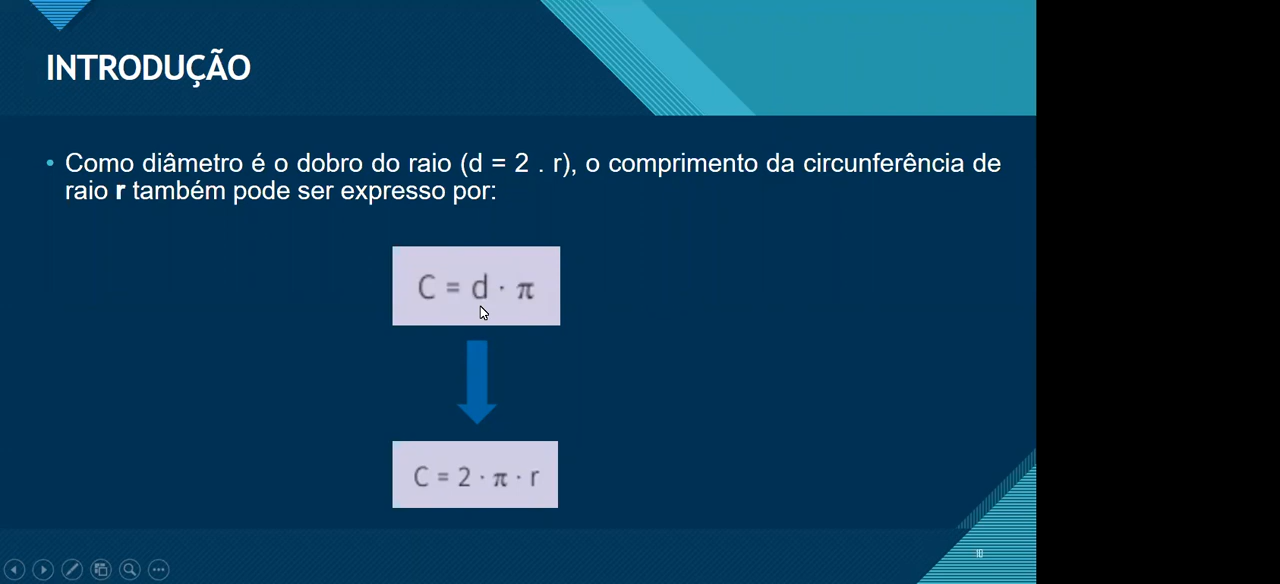 INTRODUÇÃO
• Como diâmetro é o dobro do raio (d = 2 . r), o comprimento da circunferência de
raio r também pode ser expresso por:
C = d · π
C = 2 · π · r
10